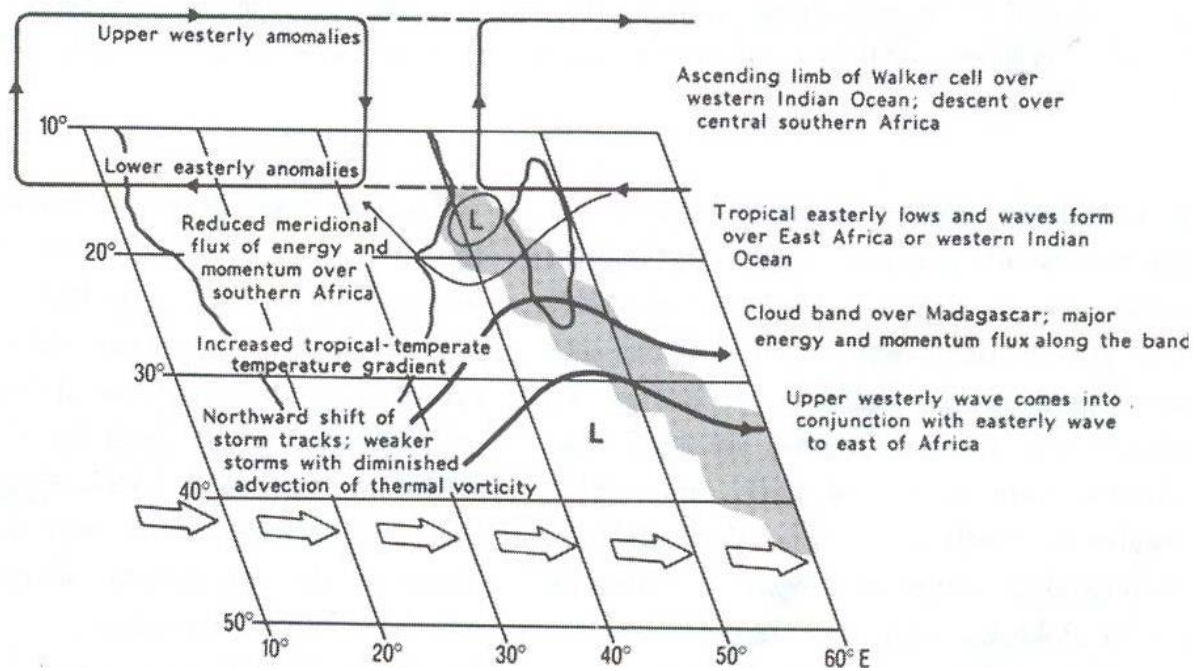 Upper westerly amomalies
Ascending limb of Walker cell over
western Indian Ocean; descent over
central southern Africa
10°
Lower easterly anomalies
L
Reduced meridional
flux of energy and
momentum over
southern Africa
20°
Tropical easterly lows and waves form
over East Africa or western Indian
Ocean
Cloud band over Madagascar; major
energy and momentum flux along the band
Increased tropical-temperate
temperature gradient
30°
Northward shift of
storm tracks; weaker
storms with diminished
advection of thermal vorticity
L
Upper westerly wave comes into
conjunction with easterly wave
to east of Africa
40°
50°
10°
20°
30°
40°
50°
60° E